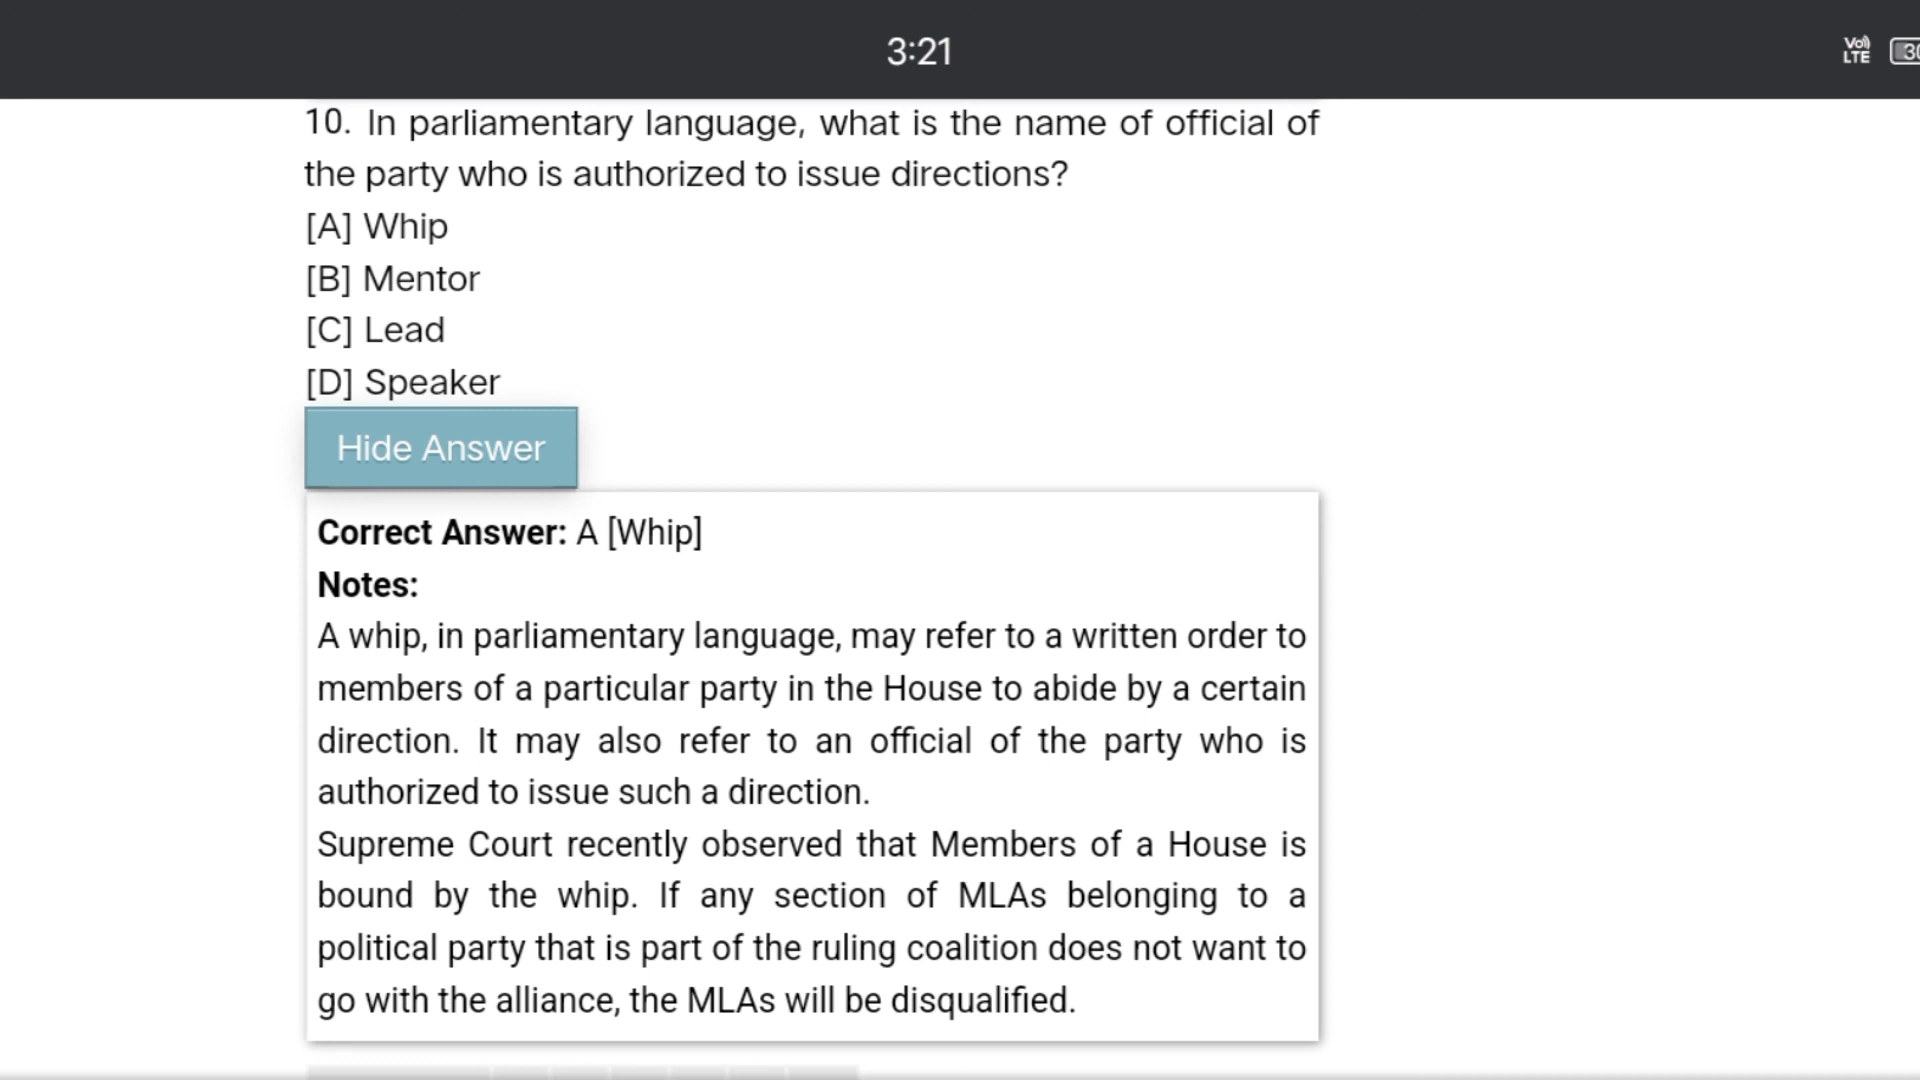 3:21
Vo)
LTE
30
10. In parliamentary language, what is the name of official of
the party who is authorized to issue directions?
[A] Whip
[B] Mentor
[C] Lead
[D] Speaker
Hide Answer
Correct Answer: A [Whip]
Notes:
A whip, in parliamentary language, may refer to a written order to
members of a particular party in the House to abide by a certain
direction. It may also refer to an official of the party who is
authorized to issue such a direction.
Supreme Court recently observed that Members of a House is
bound by the whip. If any section of MLAs belonging to a
political party that is part of the ruling coalition does not want to
go with the alliance, the MLAs will be disqualified.